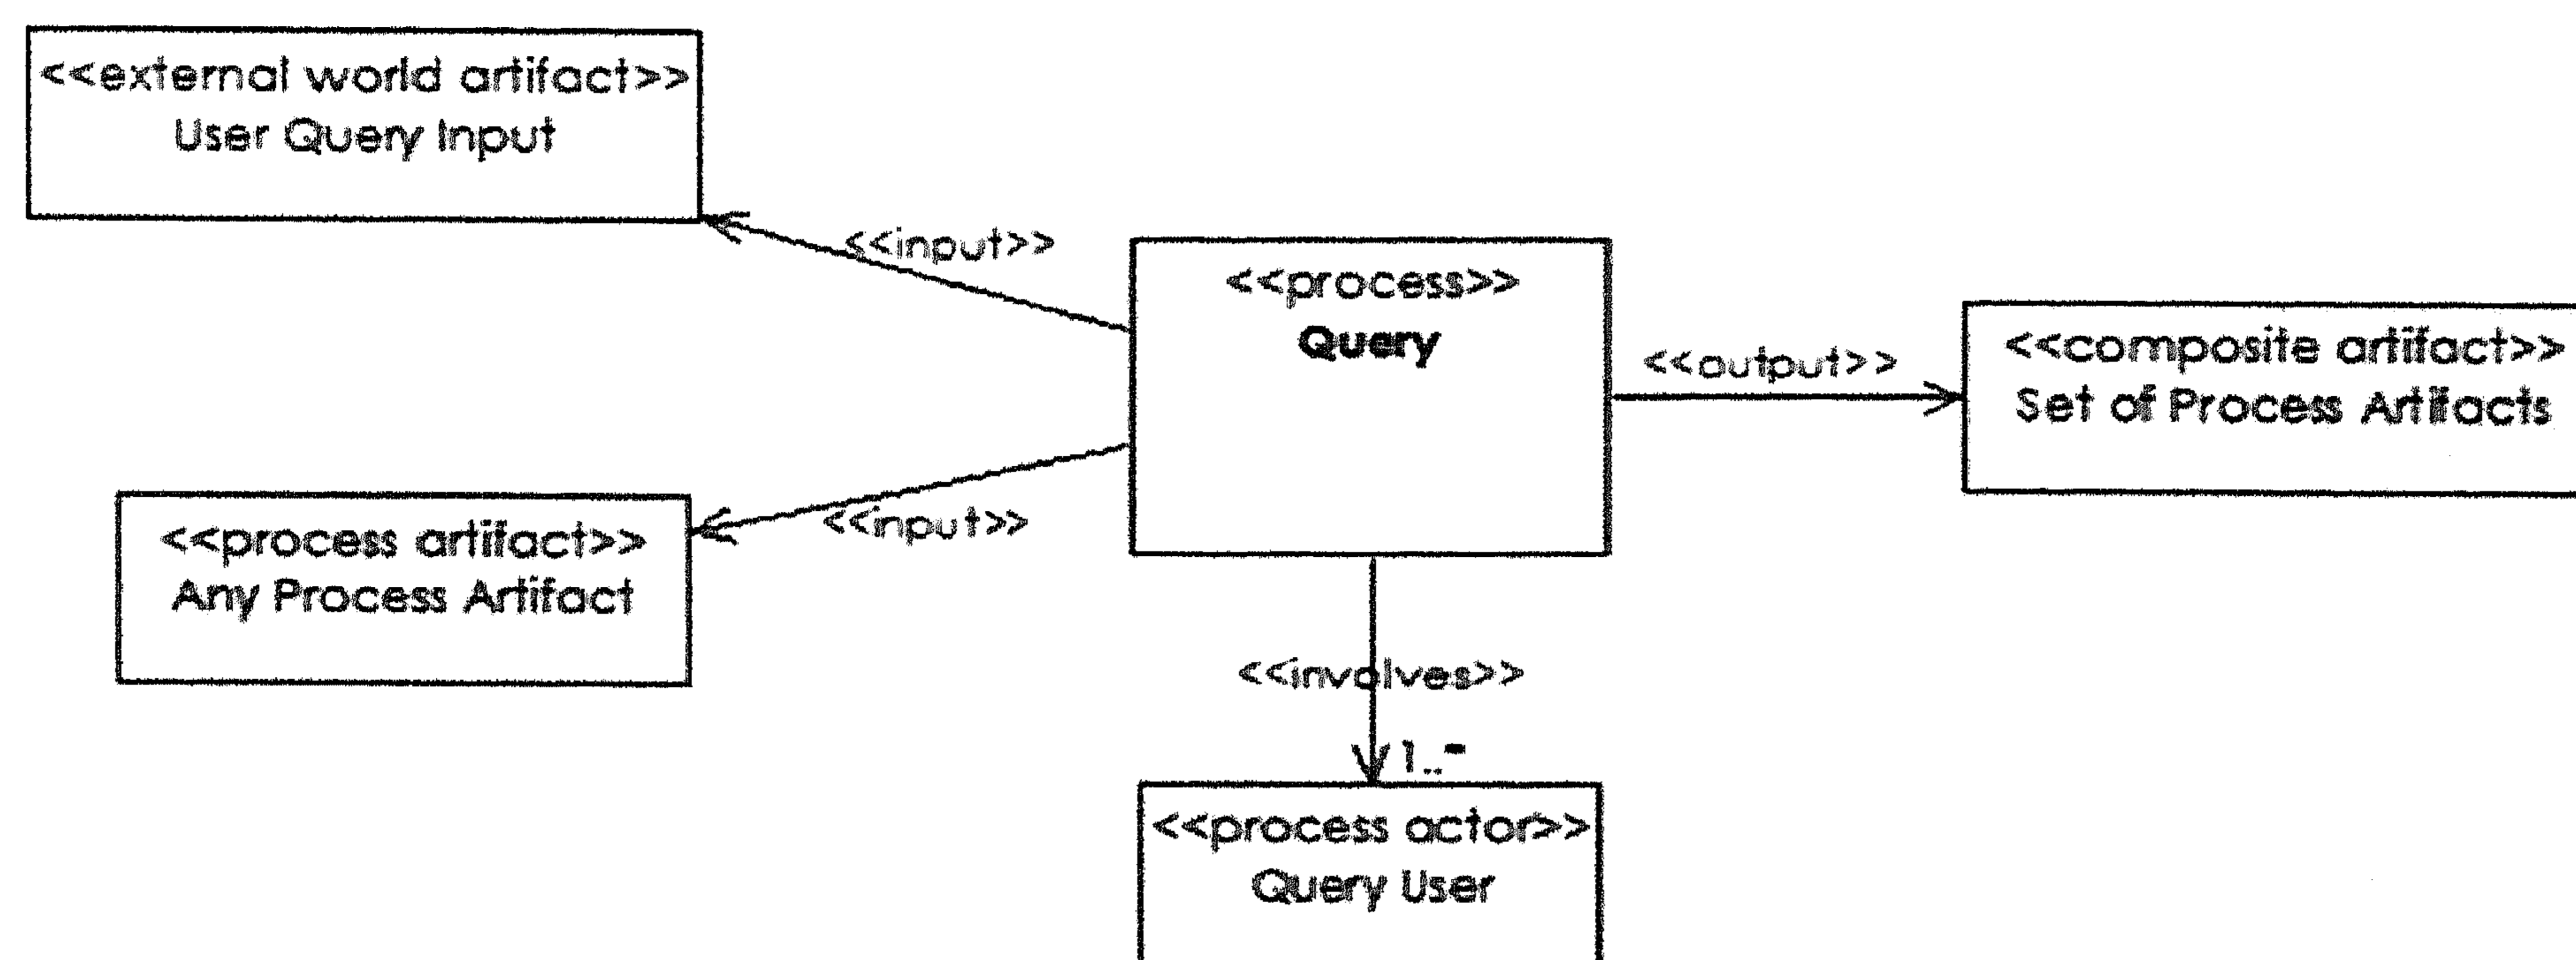 <<external world artifact>>
User Query Input
<<input>>
<<process>>
Query
<<output>>
<<composite artifact>>
Set of Process Artifacts
<<process artifact>>
Any Process Artifact
<<input>>
<<involves>>
1..*
<<process actor>>
Query User